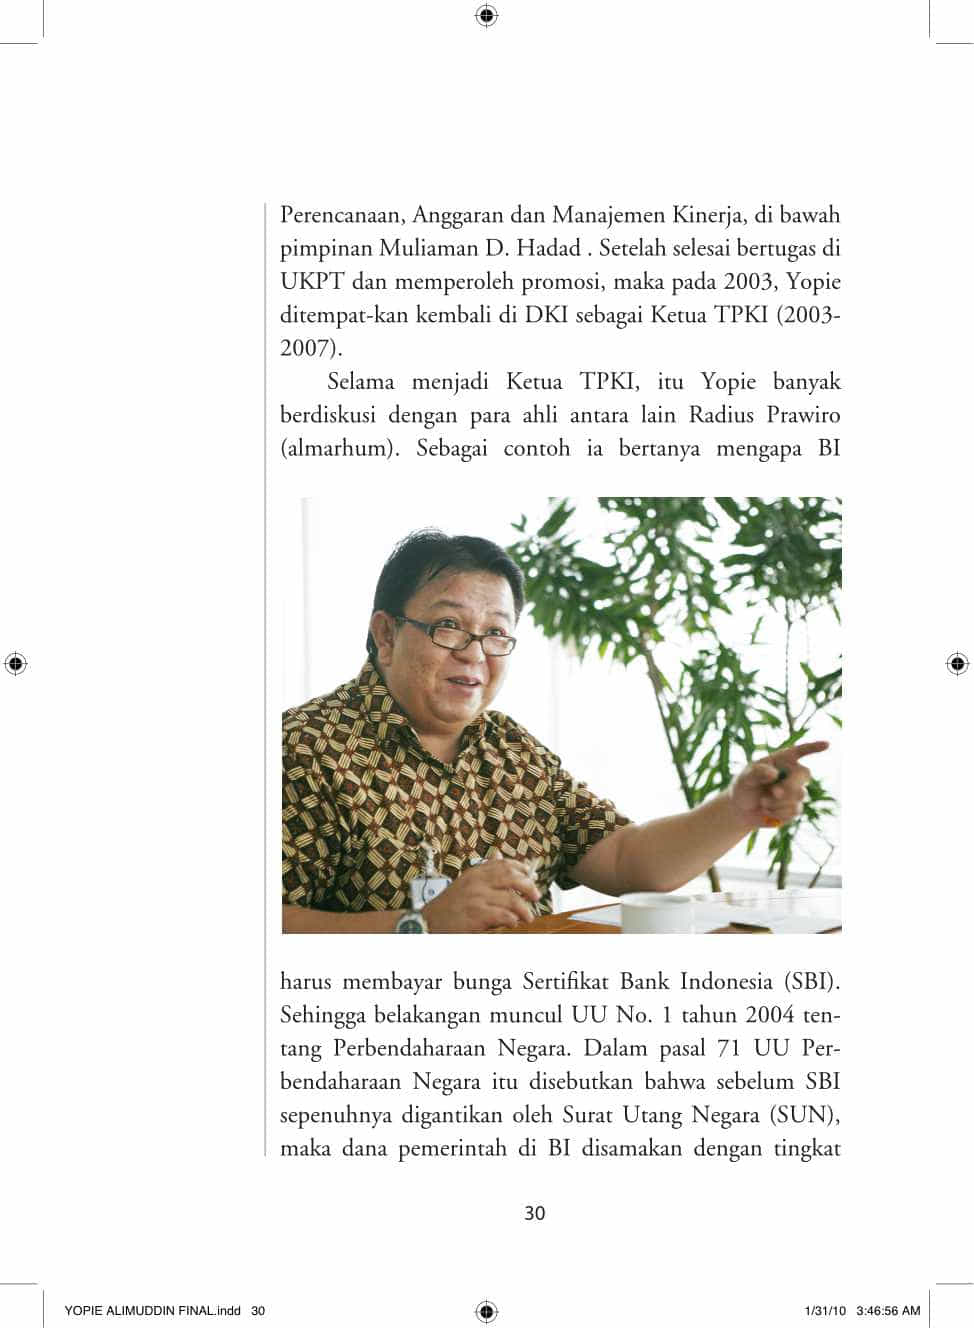 Perencanaan, Anggaran dan Manajemen Kinerja, di bawah
pimpinan Muliaman D. Hadad . Setelah selesai bertugas di
UKPT dan memperoleh promosi, maka pada 2003, Yopie
ditempat-kan kembali di DKI sebagai Ketua TPKI (2003-
2007).
Selama menjadi Ketua TPKI, itu Yopie banyak
berdiskusi dengan para ahli antara lain Radius Prawiro
(almarhum). Sebagai contoh ia bertanya mengapa BI
harus membayar bunga Sertifikat Bank Indonesia (SBI).
Sehingga belakangan muncul UU No. 1 tahun 2004 ten-
tang Perbendaharaan Negara. Dalam pasal 71 UU Per-
bendaharaan Negara itu disebutkan bahwa sebelum SBI
sepenuhnya digantikan oleh Surat Utang Negara (SUN),
maka dana pemerintah di BI disamakan dengan tingkat
30
YOPIE ALIMUDDIN FINAL.indd 30
1/31/10 3:46:56 AM